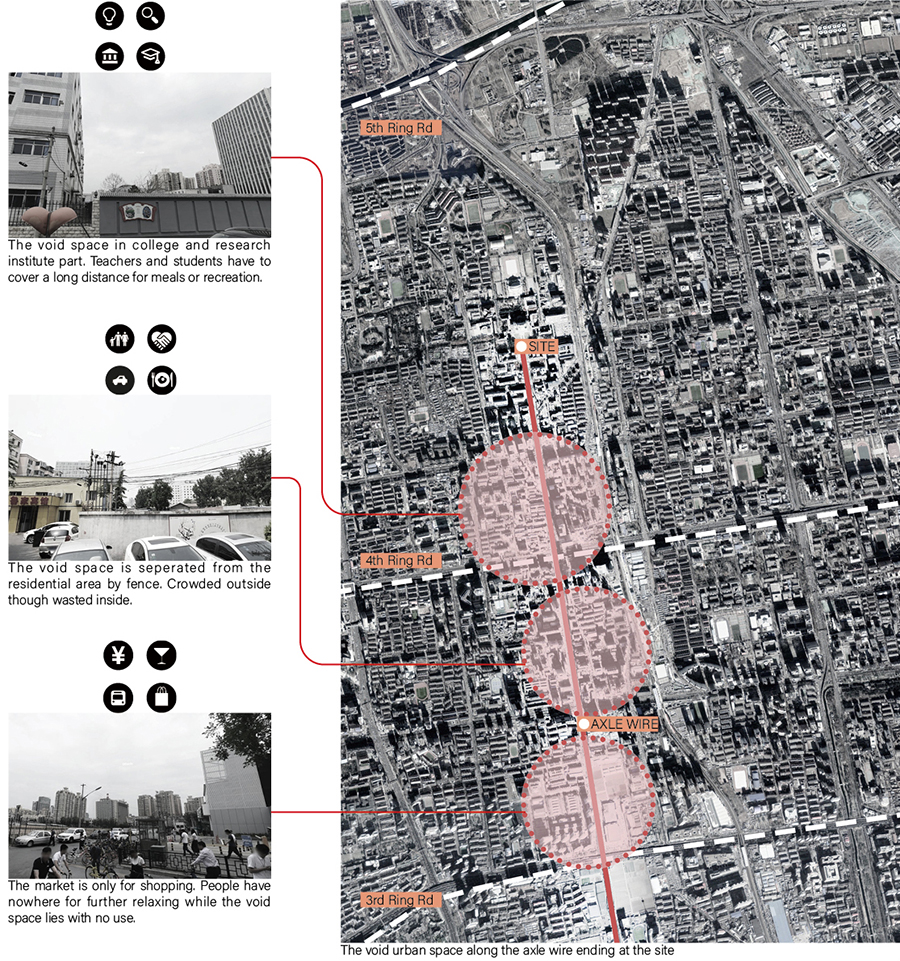 The void space in college and research
institute part. Teachers and students have to
cover a long distance for meals or recreation.
The void space is seperated from the
residential area by fence. Crowded outside
though wasted inside.
¥
The market is only for shopping. People have
nowhere for further relaxing while the void
space lies with no use.
5th Ring Rd
SITE
4th Ring Rd
AXLE WIRE
3rd Ring Rd
The void urban space along the axle wire ending at the site